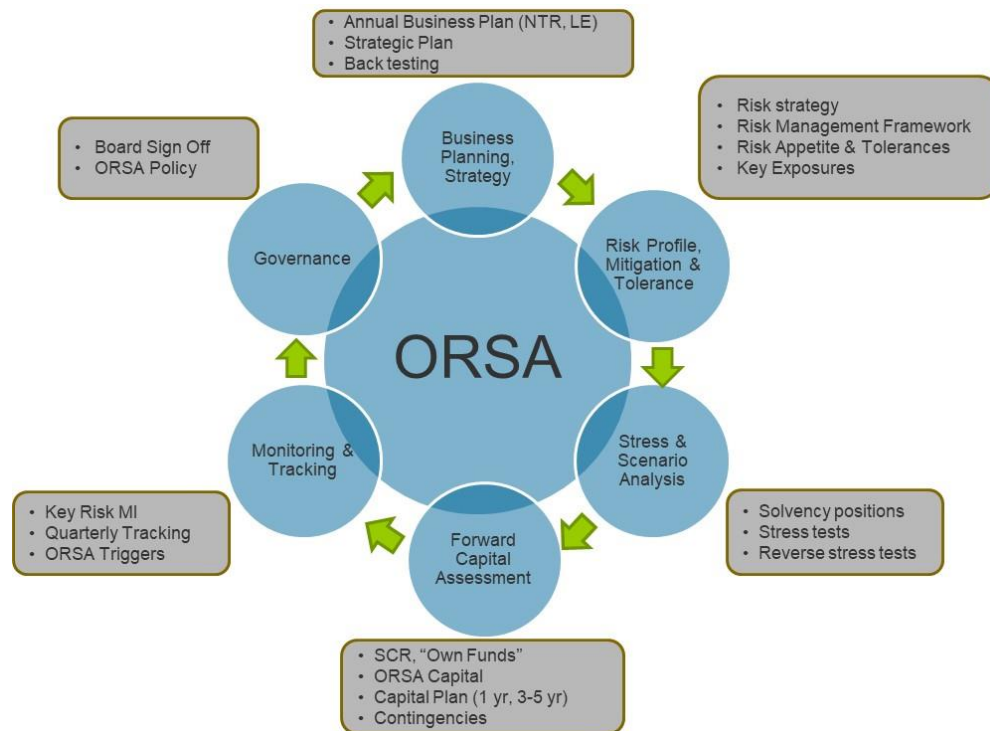 • Annual Business Plan (NTR, LE)
• Strategic Plan
• Back testing
Business
Planning,
Strategy
• Risk strategy
• Risk Management Framework
• Risk Appetite & Tolerances
• Key Exposures
Risk Profile,
Mitigation &
Tolerance
Stress &
Scenario
Analysis
• Solvency positions
• Stress tests
• Reverse stress tests
Forward
Capital
Assessment
• SCR, “Own Funds”
• ORSA Capital
• Capital Plan (1 yr, 3-5 yr)
• Contingencies
Monitoring &
Tracking
• Key Risk MI
• Quarterly Tracking
• ORSA Triggers
Governance
• Board Sign Off
• ORSA Policy
ORSA